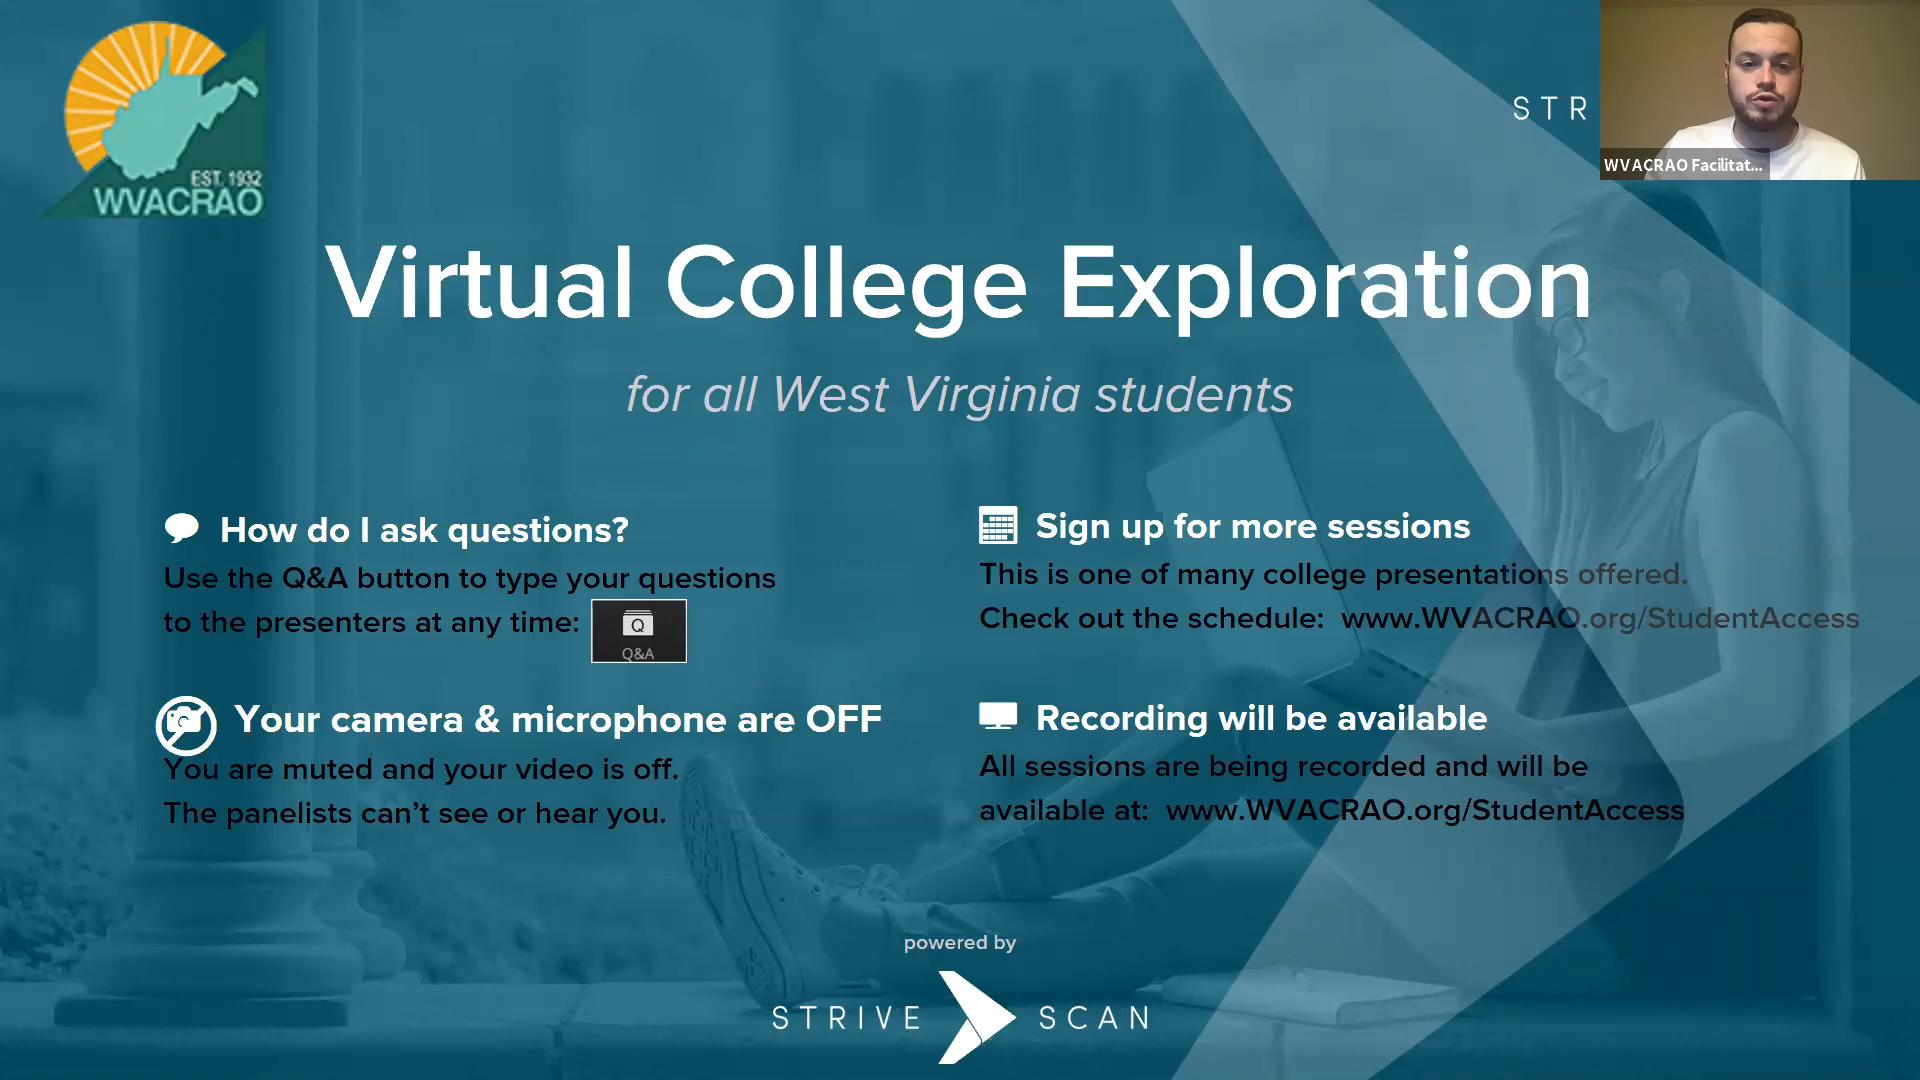 EST. 1932
WVACRAO
STR
WVACRAO Facilitat...
Virtual College Exploration
for all West Virginia students
How do I ask questions?
Use the Q&A button to type your questions
to the presenters at any time:
Q
Q&A
Sign up for more sessions
This is one of many college presentations offered.
Check out the schedule: www.WVACRAO.org/StudentAccess
Your camera & microphone are OFF
You are muted and your video is off.
The panelists can’t see or hear you.
Recording will be available
All sessions are being recorded and will be
available at: www.WVACRAO.org/StudentAccess
powered by
STRIVE SCAN